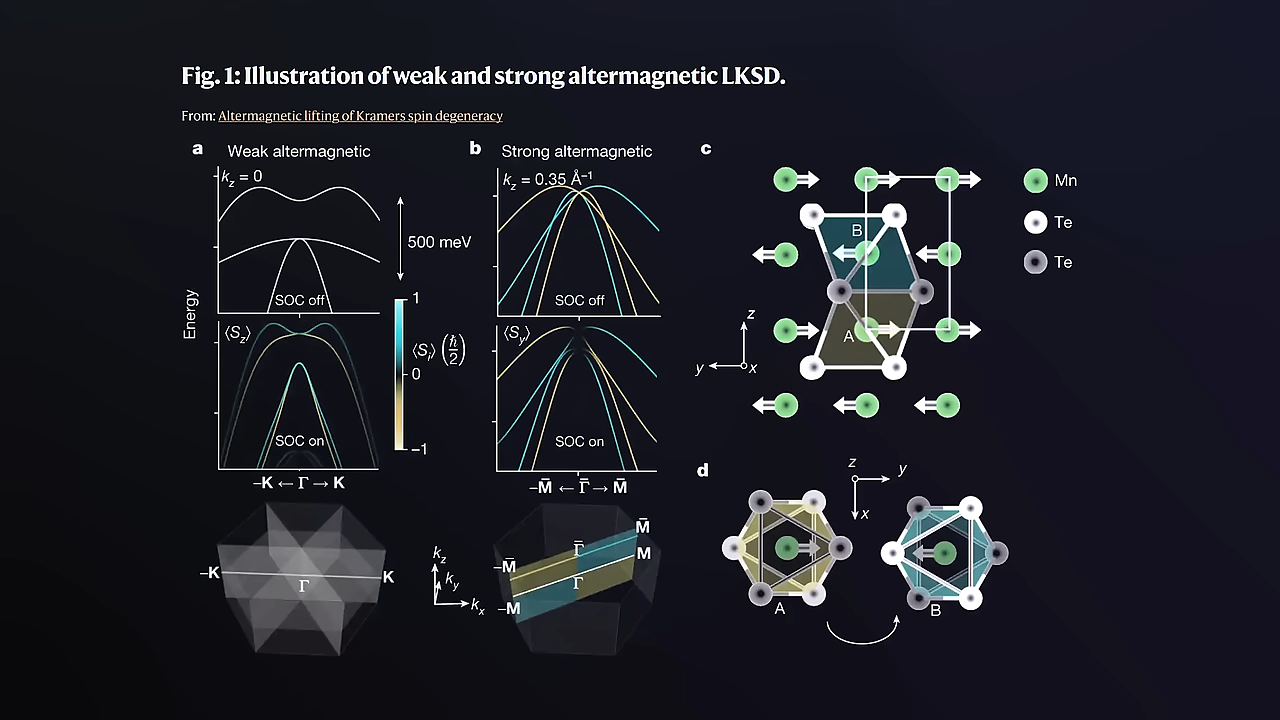 Fig. 1: Illustration of weak and strong altermagnetic LKSD.
From: Altermagnetic lifting of Kramers spin degeneracy
a Weak altermagnetic
k_z = 0
500 meV
SOC off
Energy
⟨S_z⟩
SOC on
1
⟨S_i⟩ (ħ/2)
0
−1
−K ← Γ → K
−K
Γ
K
b Strong altermagnetic
k_z = 0.35 Å⁻¹
SOC off
⟨S_y⟩
SOC on
−M̄ ← Γ̄ → M̄
k_z
k_y
k_x
M̄
Γ̄
M
−M̄
Γ
−M
c
B
A
z
y
x
Mn
Te
Te
d
z
y
x
A
B